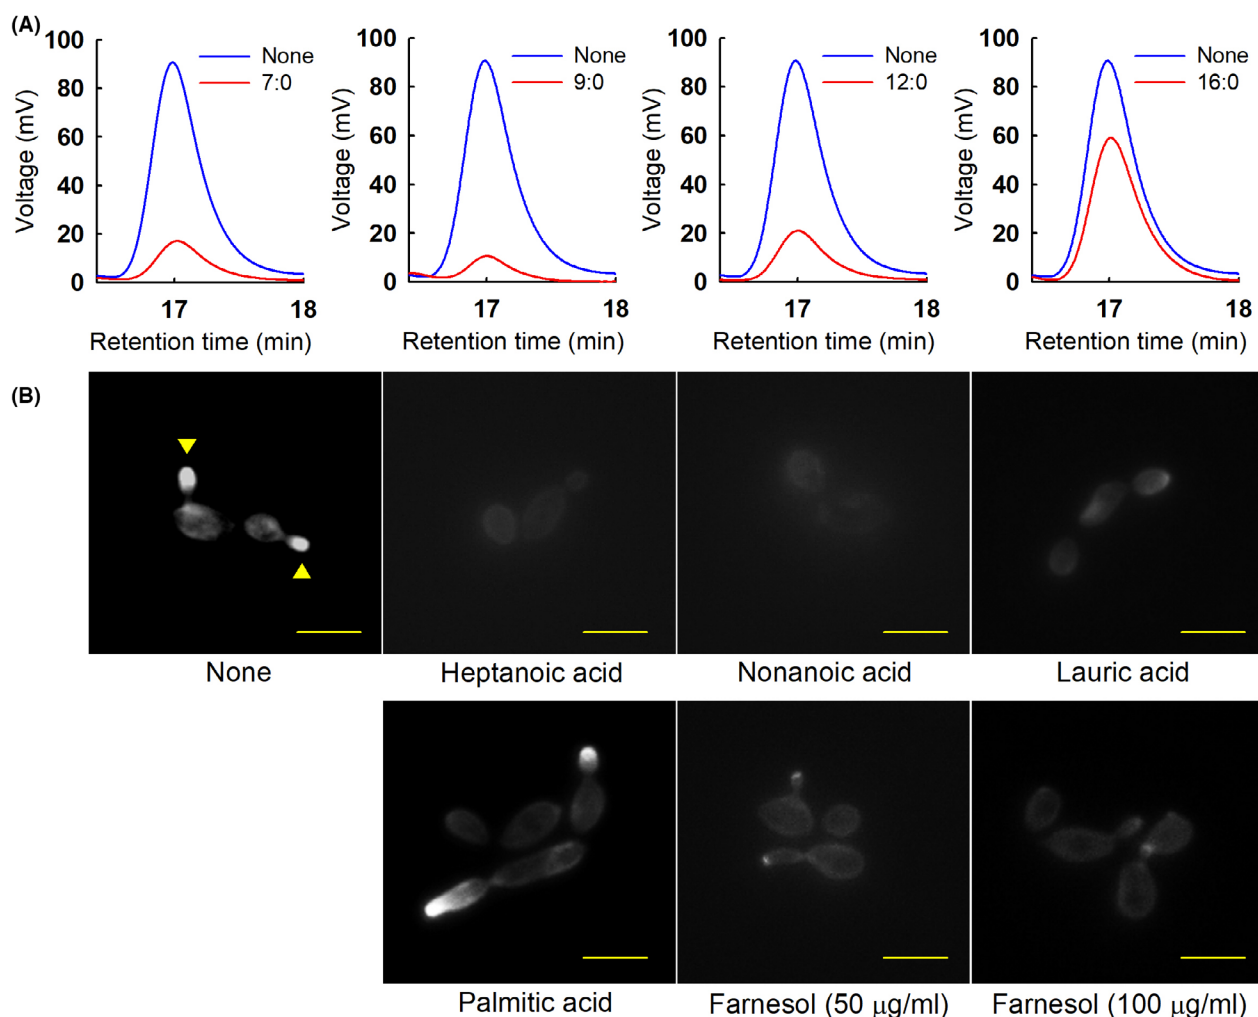 (A)
100
80
60
40
20
0
Voltage (mV)
None
7:0
17
18
Retention time (min)
100
80
60
40
20
0
Voltage (mV)
None
9:0
17
18
Retention time (min)
100
80
60
40
20
0
Voltage (mV)
None
12:0
17
18
Retention time (min)
100
80
60
40
20
0
Voltage (mV)
None
16:0
17
18
Retention time (min)
(B)
None
Heptanoic acid
Nonanoic acid
Lauric acid
Palmitic acid
Farnesol (50 μg/ml)
Farnesol (100 μg/ml)